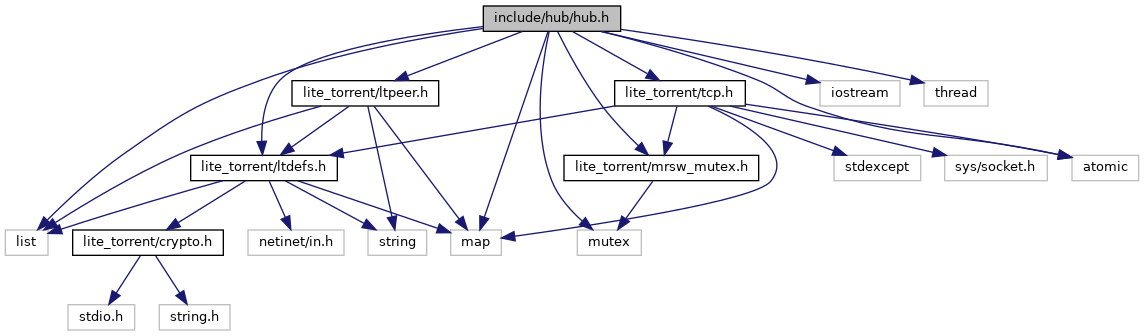 include/hub/hub.h
lite_torrent/ltpeer.h
lite_torrent/tcp.h
iostream
thread
lite_torrent/ltdefs.h
lite_torrent/mrsw_mutex.h
stdexcept
sys/socket.h
atomic
list
lite_torrent/crypto.h
netinet/in.h
string
map
mutex
stdio.h
string.h